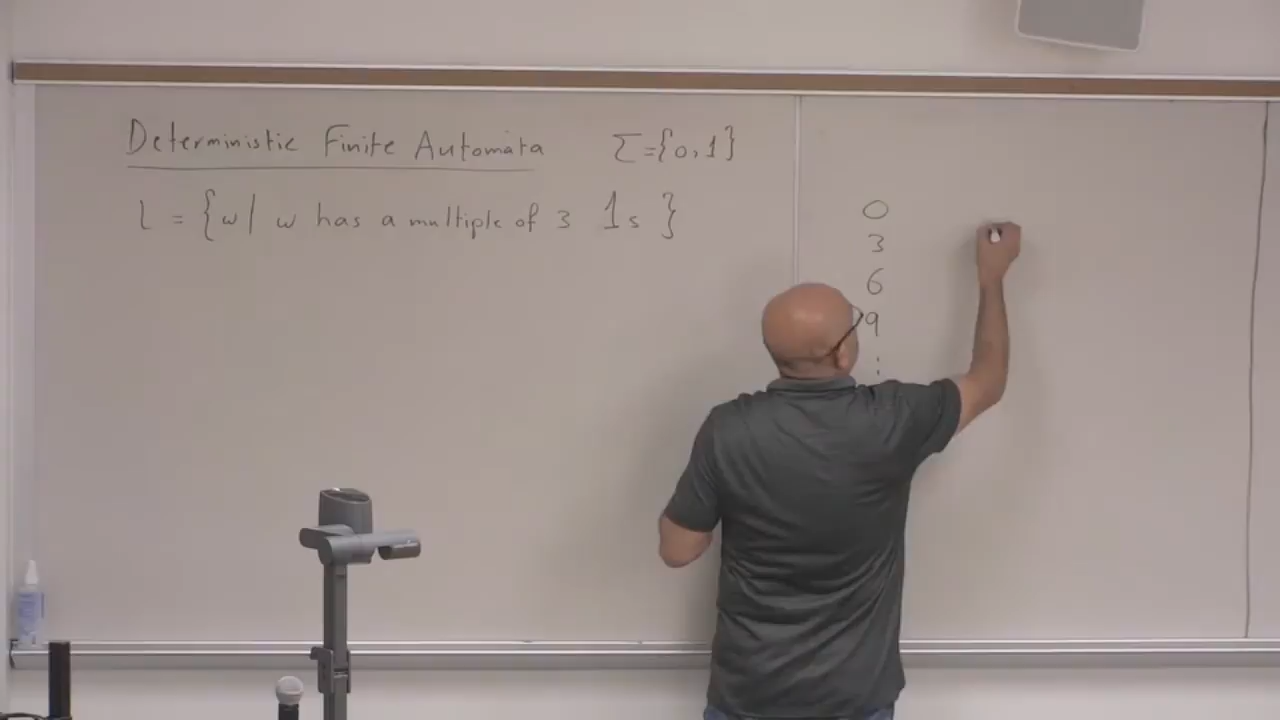 Deterministic Finite Automata Σ={0,1}
L = {w| w has a multiple of 3 1s }
0
3
6
9
⋮